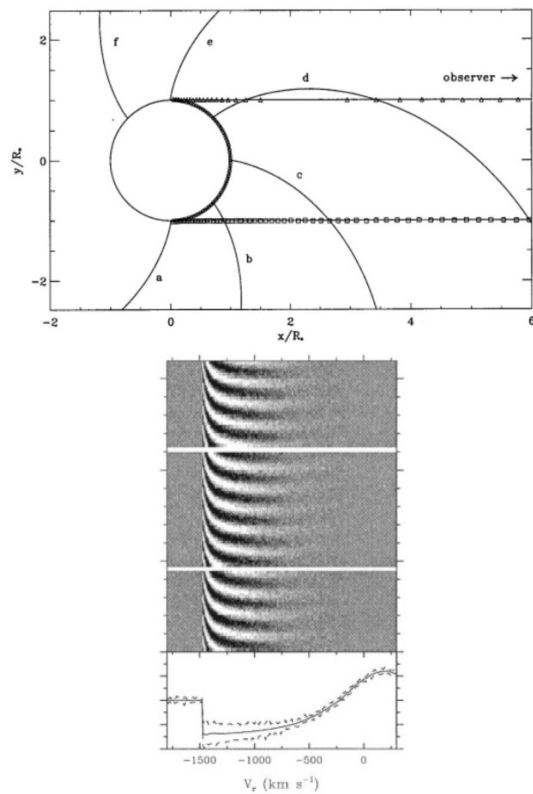 2
0
-2
y/R*
f
e
d
observer →
c
b
a
-2
0
2
4
6
x/R*
-1500
-1000
-500
0
V_r (km s⁻¹)